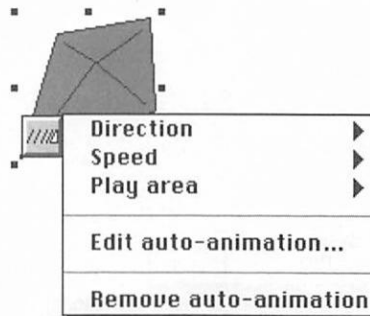 Direction
Speed
Play area
Edit auto-animation...
Remove auto-animation